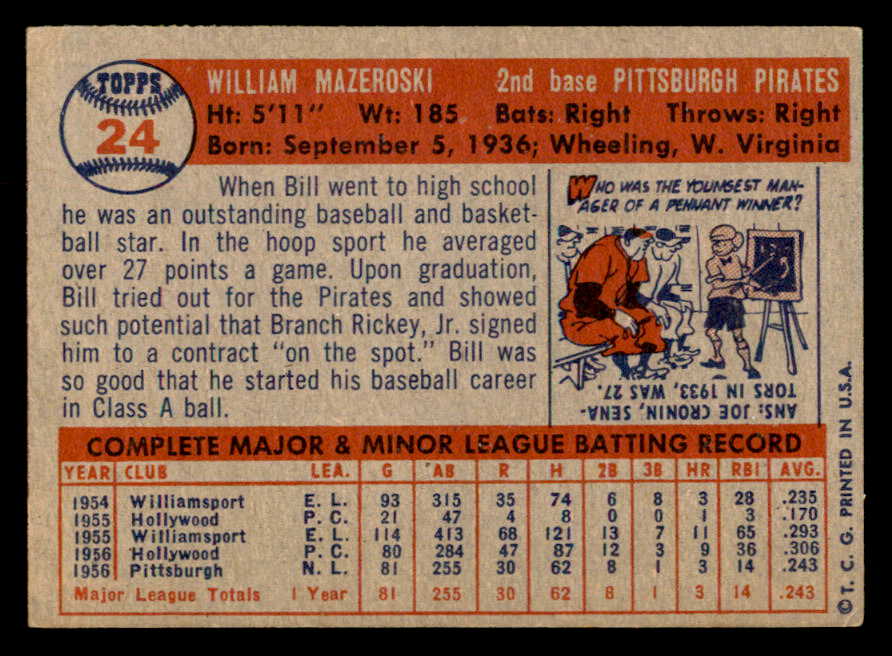 TOPPS
24
WILLIAM MAZEROSKI 2nd base PITTSBURGH PIRATES
Ht: 5'11" Wt: 185 Bats: Right Throws: Right
Born: September 5, 1936; Wheeling, W. Virginia
When Bill went to high school
he was an outstanding baseball and basket-
ball star. In the hoop sport he averaged
over 27 points a game. Upon graduation,
Bill tried out for the Pirates and showed
such potential that Branch Rickey, Jr. signed
him to a contract "on the spot." Bill was
so good that he started his baseball career
in Class A ball.
WHO WAS THE YOUNGEST MAN-
AGER OF A PENNANT WINNER?
ANS: JOE CRONIN, SENA-
TORS IN 1933, WAS 27.
COMPLETE MAJOR & MINOR LEAGUE BATTING RECORD
YEAR CLUB LEA. G AB R H 2B 3B HR RBI AVG.
1954 Williamsport E. L. 93 315 35 74 6 8 3 28 .235
1955 Hollywood P. C. 21 47 4 8 0 0 1 3 .170
1955 Williamsport E. L. 114 413 68 121 13 7 11 65 .293
1956 Hollywood P. C. 80 284 47 87 12 3 9 36 .306
1956 Pittsburgh N. L. 81 255 30 62 8 1 3 14 .243
Major League Totals 1 Year 81 255 30 62 8 1 3 14 .243
©T. C. G. PRINTED IN U.S.A.